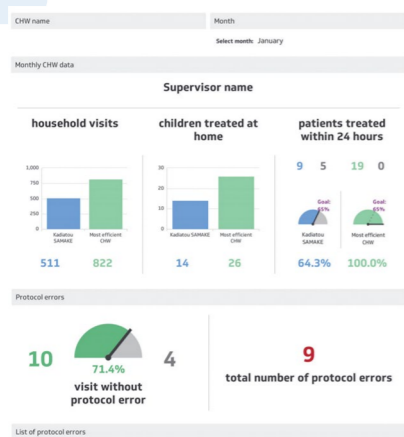 CHW name
Month
Select month: January
Monthly CHW data
Supervisor name
household visits
children treated at
home
patients treated
within 24 hours
9 5 19 0
1,000
750
500
250
0
30
20
10
0
Goal:
65%
Goal:
65%
Kadiatou
SAMAKE
Most efficient
CHW
Kadiatou SAMAKE
Most efficient
CHW
Kadiatou
SAMAKE
Most efficient
CHW
511
822
14
26
64.3%
100.0%
Protocol errors
10
71.4%
4
visit without
protocol error
9
total number of protocol errors
List of protocol errors